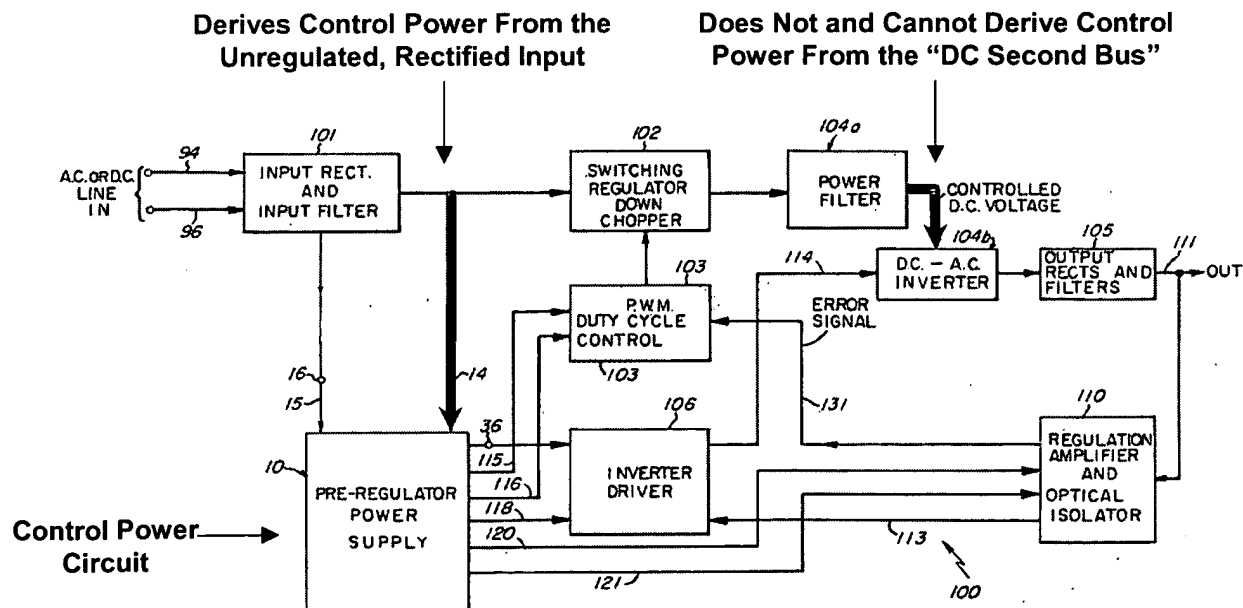 Derives Control Power From the
Unregulated, Rectified Input
Does Not and Cannot Derive Control
Power From the “DC Second Bus”
101
102
104a
94
A.C. OR D.C.
LINE
IN
96
INPUT RECT.
AND
INPUT FILTER
SWITCHING
REGULATOR
DOWN
CHOPPER
POWER
FILTER
CONTROLLED
D.C. VOLTAGE
104b
105
111
114
D.C. – A.C.
INVERTER
OUTPUT
RECTS AND
FILTERS
OUT
103
P.W.M.
DUTY CYCLE
CONTROL
103
ERROR
SIGNAL
16
15
14
131
110
36
106
10
115
116
118
120
121
PRE-REGULATOR
POWER
SUPPLY
INVERTER
DRIVER
REGULATION
AMPLIFIER
AND
OPTICAL
ISOLATOR
113
100
Control Power
Circuit